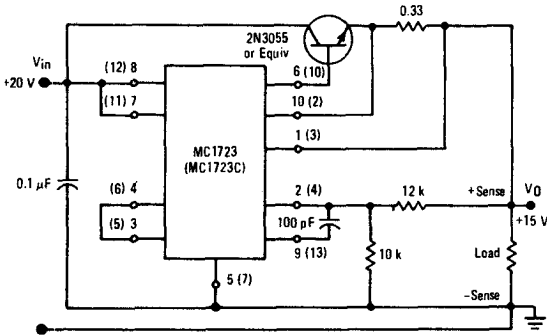 2N3055
or Equiv
0.33
Vin
+20 V
(12) 8
(11) 7
6 (10)
10 (2)
1 (3)
MC1723
(MC1723C)
0.1 µF
(6) 4
(5) 3
2 (4)
100 pF
9 (13)
12 k
10 k
+Sense
VO
+15 V
Load
−Sense
5 (7)